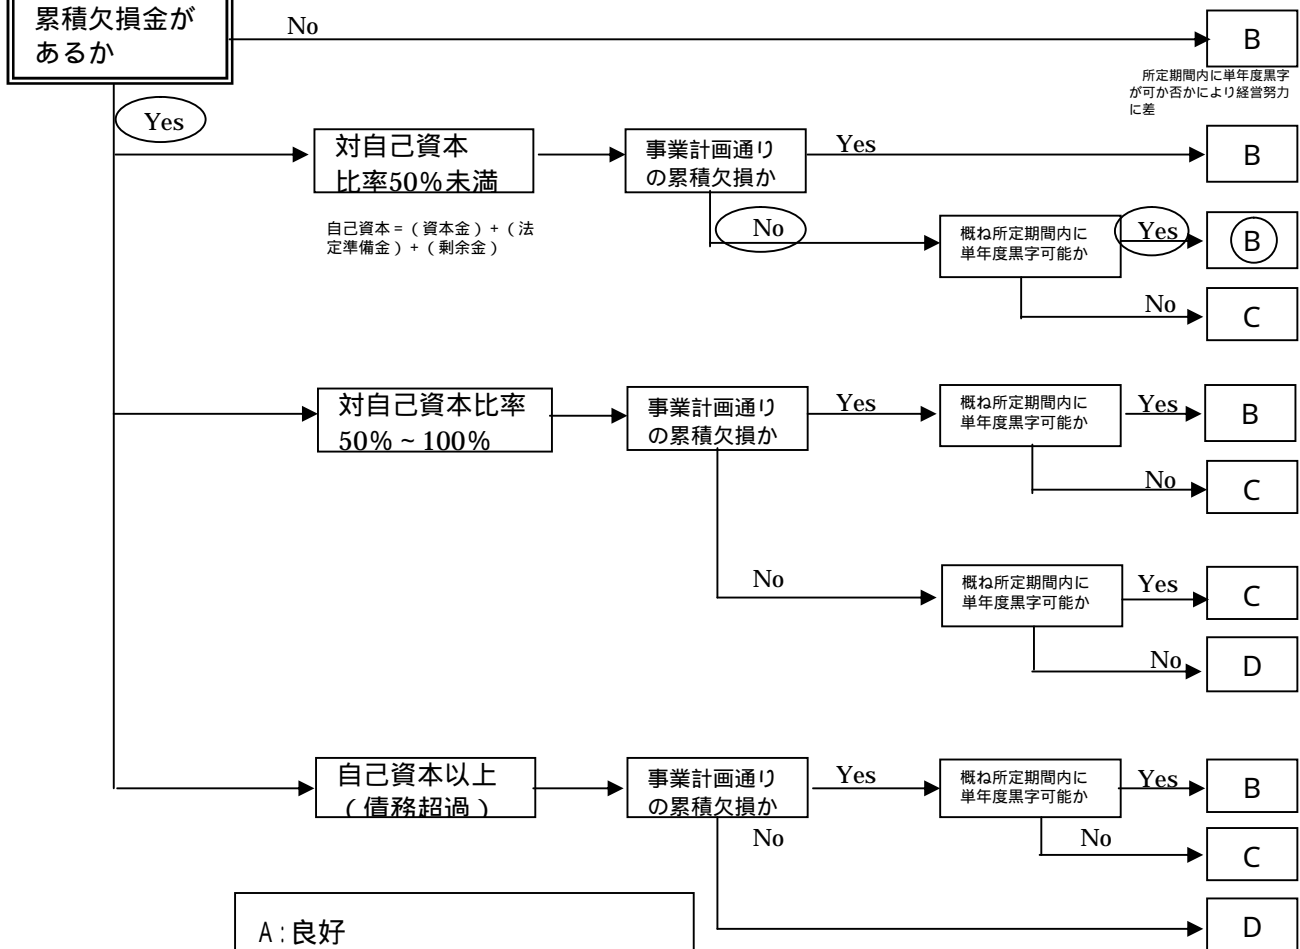 累積欠損金が
あるか
No
B
所定期間内に単年度黒字
が可か否かにより経営努力
に差
Yes
対自己資本
比率50%未満
事業計画通り
の累積欠損か
Yes
B
自己資本=(資本金)+(法
定準備金)+(剰余金)
No
概ね所定期間内に
単年度黒字可能か
Yes
B
No
C
対自己資本比率
50%~100%
事業計画通り
の累積欠損か
Yes
概ね所定期間内に
単年度黒字可能か
Yes
B
No
C
No
概ね所定期間内に
単年度黒字可能か
Yes
C
No
D
自己資本以上
(債務超過)
事業計画通り
の累積欠損か
Yes
概ね所定期間内に
単年度黒字可能か
Yes
B
No
No
C
D
A:良好